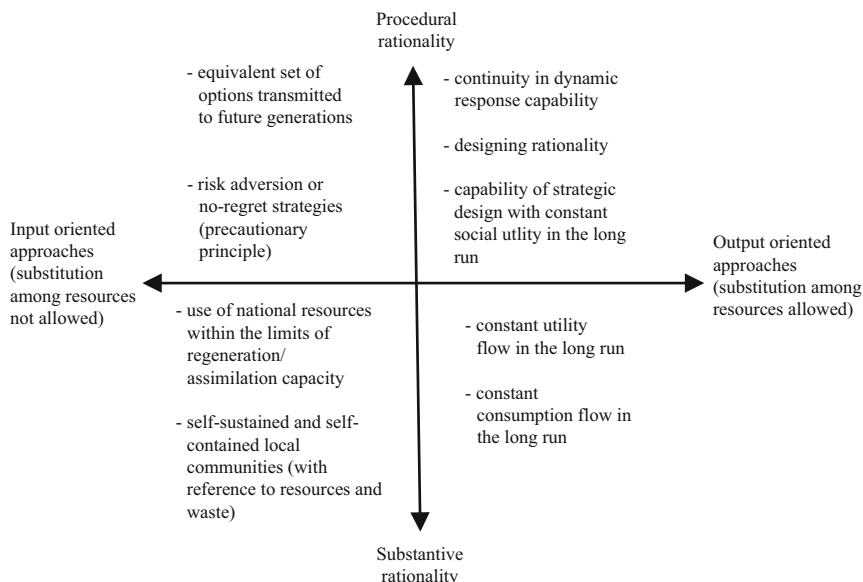 Procedural
rationality
- equivalent set of
options transmitted
to future generations
- risk adversion or
no-regret strategies
(precautionary
principle)
- continuity in dynamic
response capability
- designing rationality
- capability of strategic
design with constant
social utlity in the long
run
Input oriented
approaches
(substitution
among resources
not allowed)
Output oriented
approaches
(substitution among
resources allowed)
- use of national resources
within the limits of
regeneration/
assimilation capacity
- self-sustained and self-
contained local
communities (with
reference to resources and
waste)
- constant utility
flow in the long run
- constant
consumption flow in
the long run
Substantive
rationality